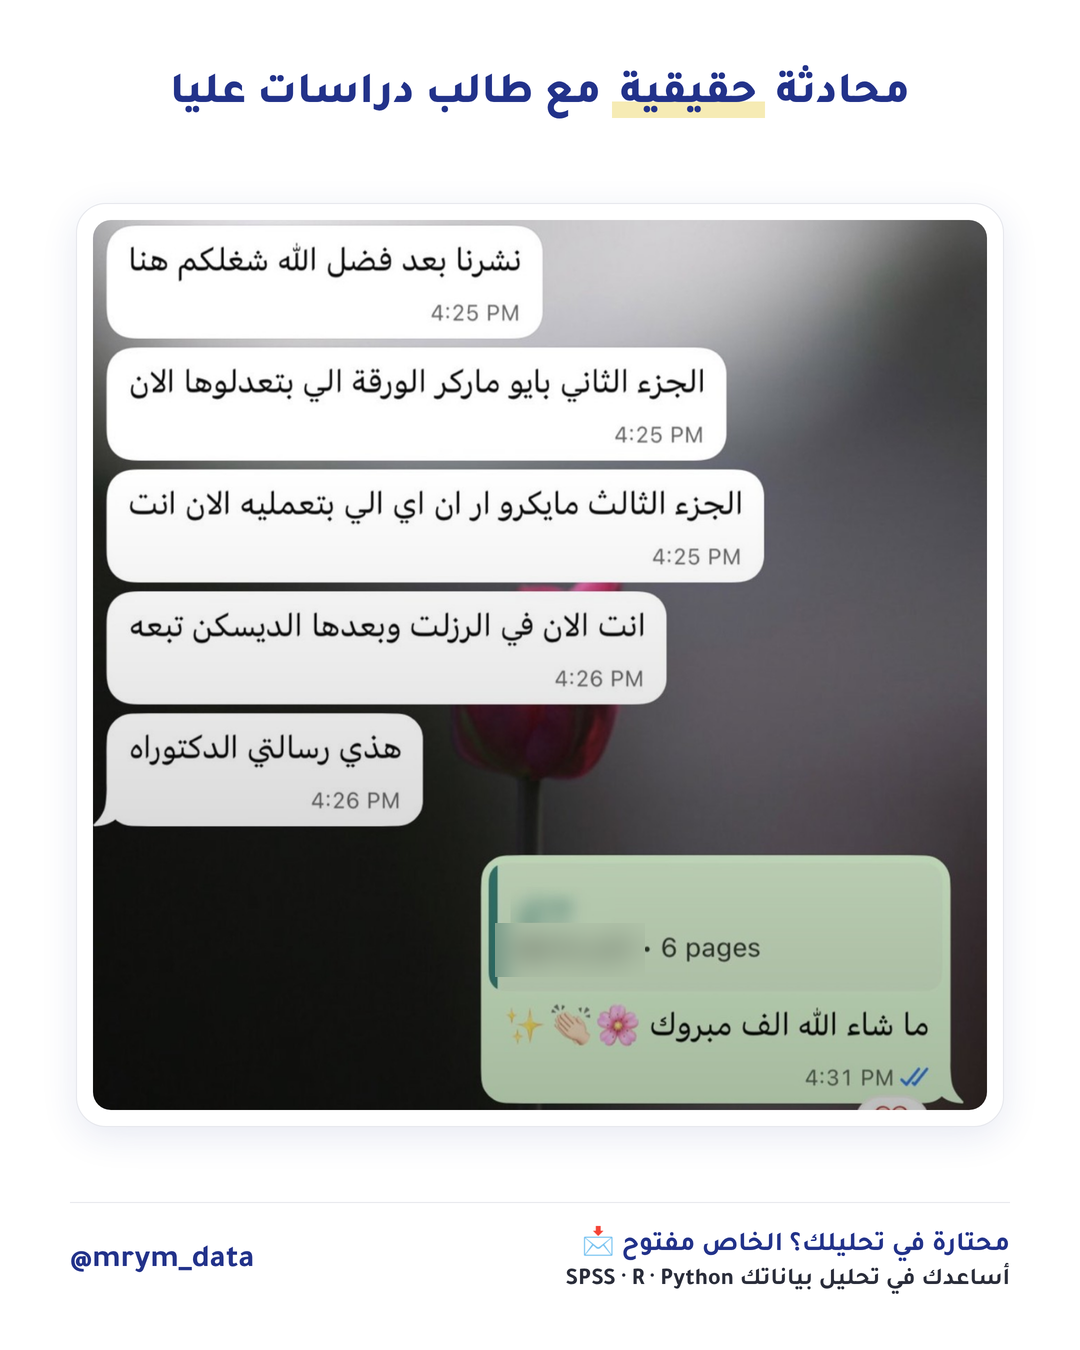 محادثة حقيقية مع طالب دراسات عليا
نشرنا بعد فضل الله شغلكم هنا
4:25 PM
الجزء الثاني بايو ماركر الورقة الي بتعدلوها الان
4:25 PM
الجزء الثالث مايكرو ار ان اي الي بتعمليه الان انت
4:25 PM
انت الان في الرزلت وبعدها الديسكن تبعه
4:26 PM
هذي رسالتي الدكتوراه
4:26 PM
· 6 pages
ما شاء الله الف مبروك 🌸👏🏻✨
4:31 PM
محتارة في تحليلك؟ الخاص مفتوح 📩
أساعدك في تحليل بياناتك SPSS · R · Python
@mrym_data